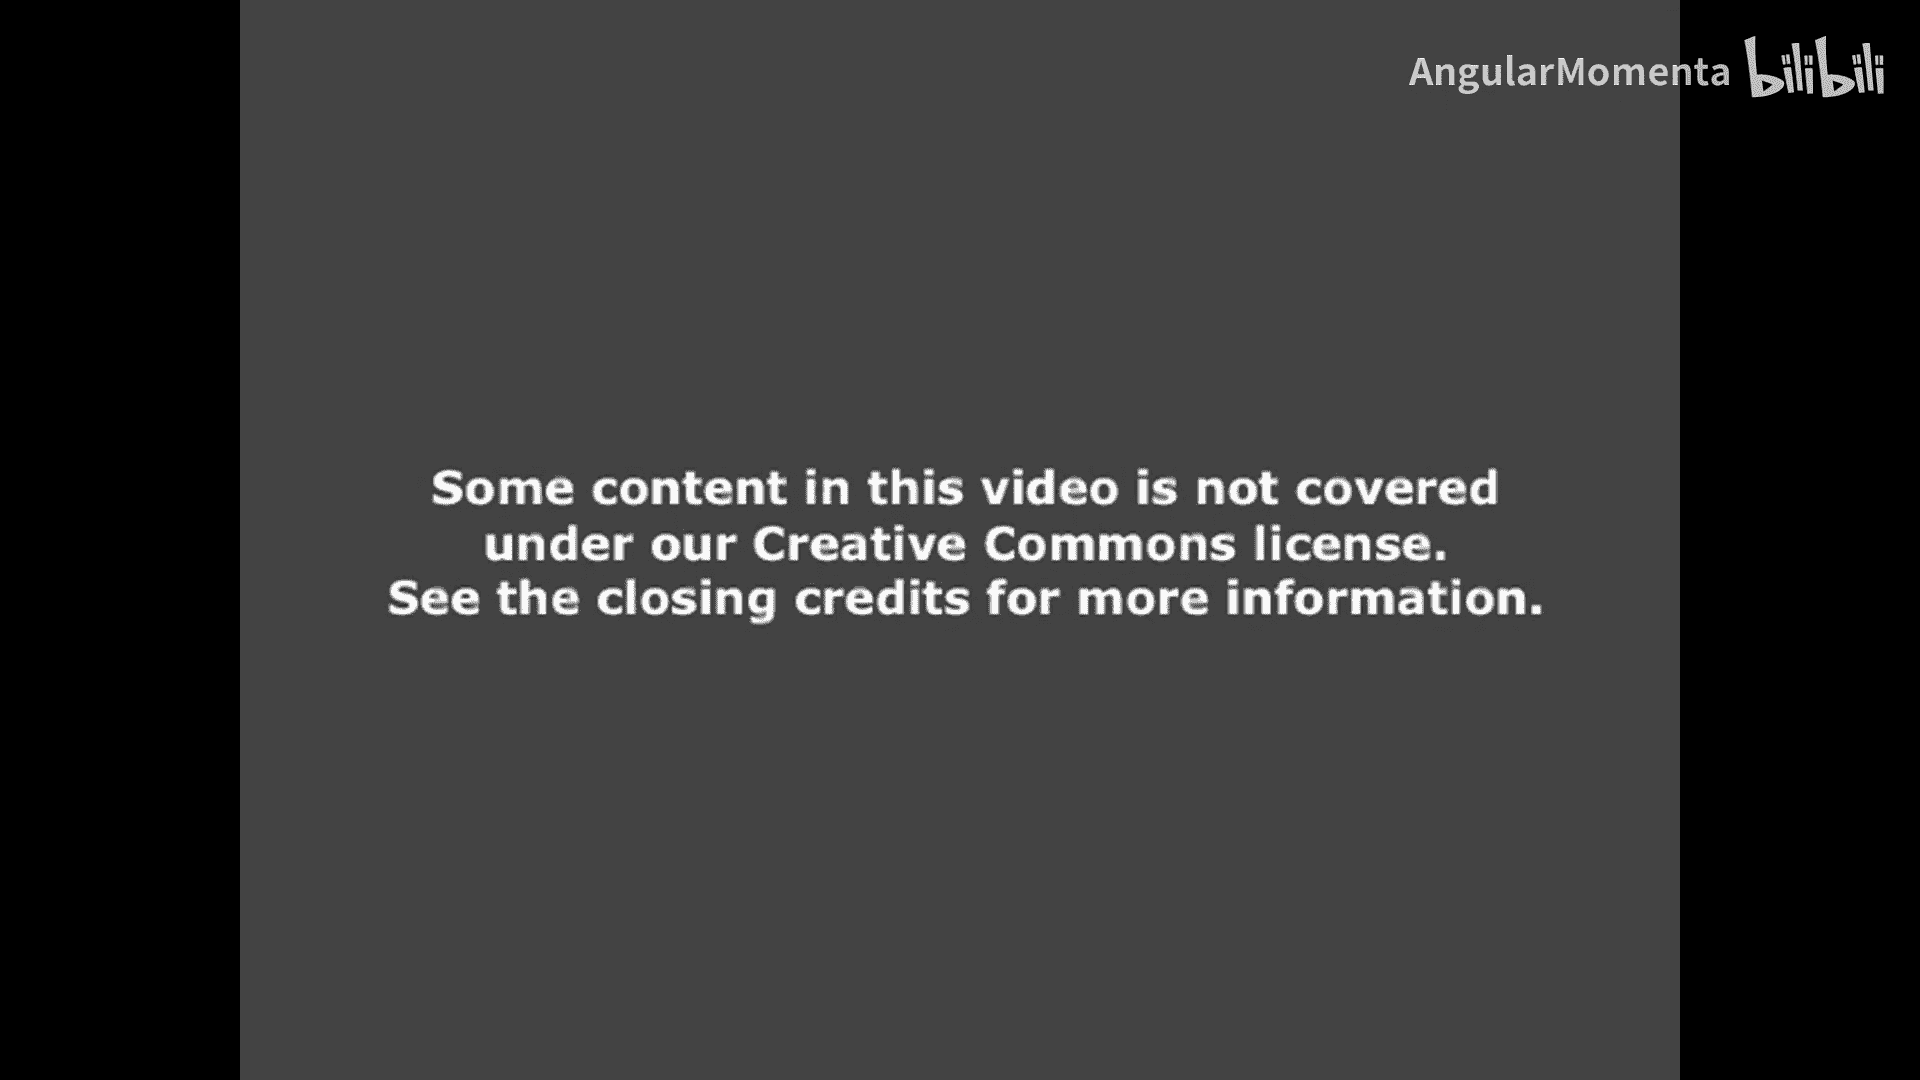 AngularMomenta bilibili
Some content in this video is not covered
under our Creative Commons license.
See the closing credits for more information.